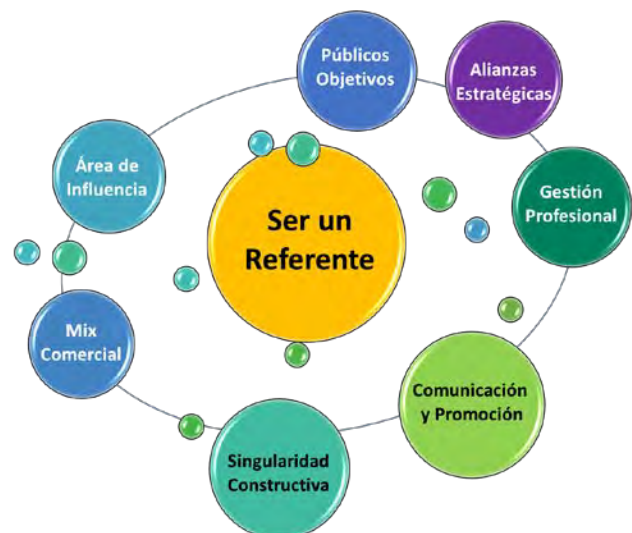 Públicos
Objetivos
Alianzas
Estratégicas
Área de
Influencia
Gestión
Profesional
Ser un
Referente
Mix
Comercial
Comunicación
y Promoción
Singularidad
Constructiva